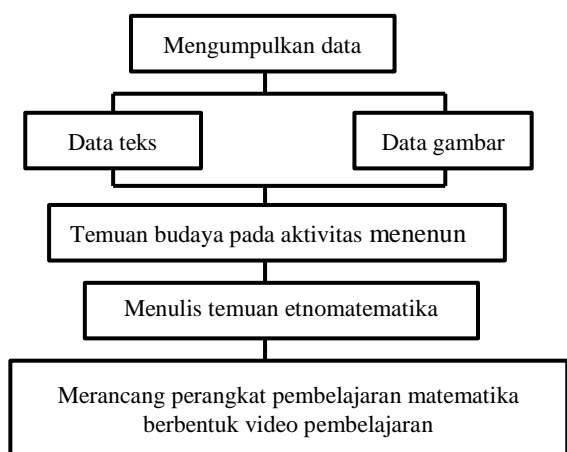 Mengumpulkan data
Data teks
Data gambar
Temuan budaya pada aktivitas menenun
Menulis temuan etnomatematika
Merancang perangkat pembelajaran matematika
berbentuk video pembelajaran